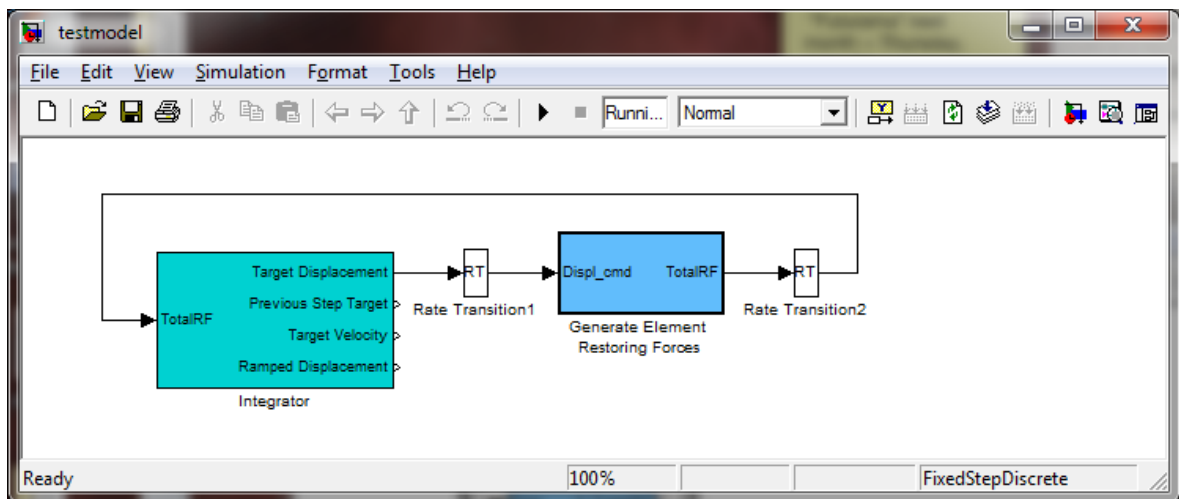 testmodel
File Edit View Simulation Format Tools Help
Runni... Normal
Target Displacement
Previous Step Target
Target Velocity
Ramped Displacement
TotalRF
Integrator
RT
Rate Transition1
Displ_cmd TotalRF
Generate Element
Restoring Forces
RT
Rate Transition2
Ready 100% FixedStepDiscrete